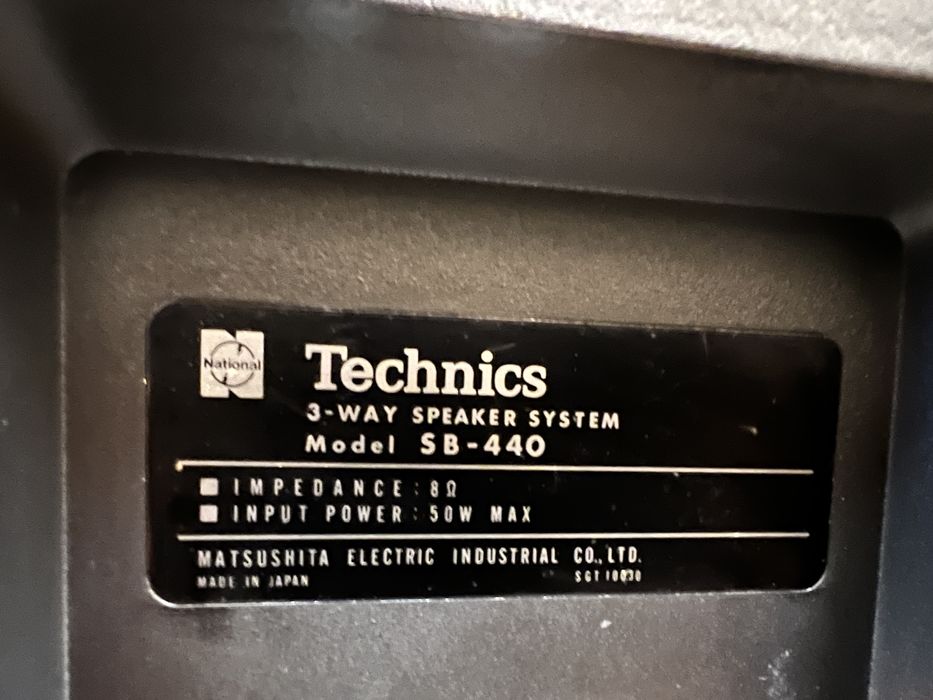 National
Technics
3-WAY SPEAKER SYSTEM
Model SB-440
IMPEDANCE : 8Ω
INPUT POWER : 50W MAX
MATSUSHITA ELECTRIC INDUSTRIAL CO., LTD.
MADE IN JAPAN